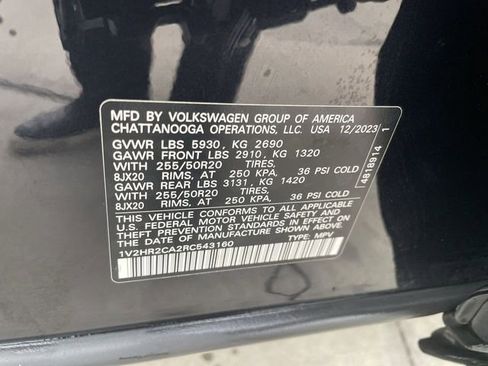 MFD BY VOLKSWAGEN GROUP OF AMERICA
CHATTANOOGA OPERATIONS, LLC. USA 12/2023
GVWR LBS 5930, KG 2690
GAWR FRONT LBS 2910, KG 1320
WITH 255/50R20 TIRES,
8JX20 RIMS, AT 250 KPA, 36 PSI COLD
GAWR REAR LBS 3131, KG 1420
WITH 255/50R20 TIRES,
8JX20 RIMS, AT 250 KPA, 36 PSI COLD
THIS VEHICLE CONFORMS TO ALL APPLICABLE
U.S. FEDERAL MOTOR VEHICLE SAFETY AND
THEFT PREVENTION STANDARDS IN EFFECT ON
THE DATE OF MANUFACTURE SHOWN ABOVE.
1V2HR2CA2RC543160 TYPE: MPV
4818914 1